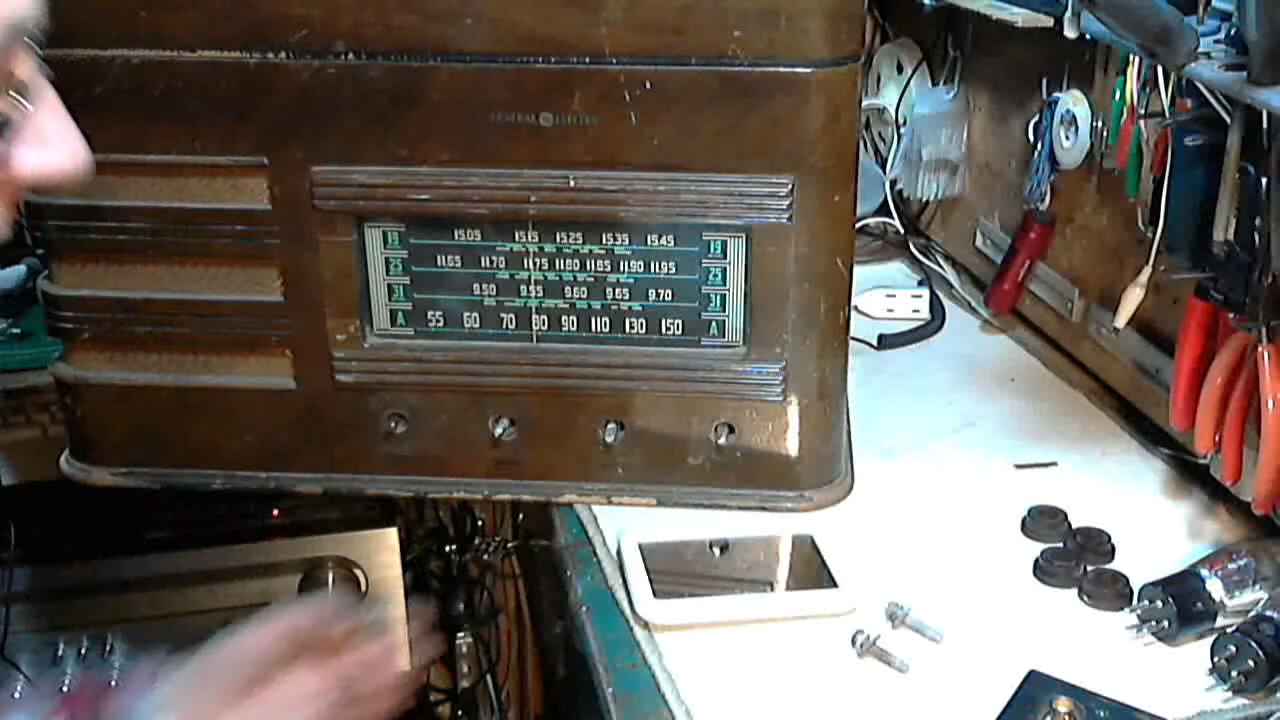 GENERAL GE ELECTRIC
19 15.05 15.15 15.25 15.35 15.45 19
25 11.65 11.70 11.75 11.80 11.85 11.90 11.95 25
31 9.50 9.55 9.60 9.65 9.70 31
A 55 60 70 80 90 110 130 150 A